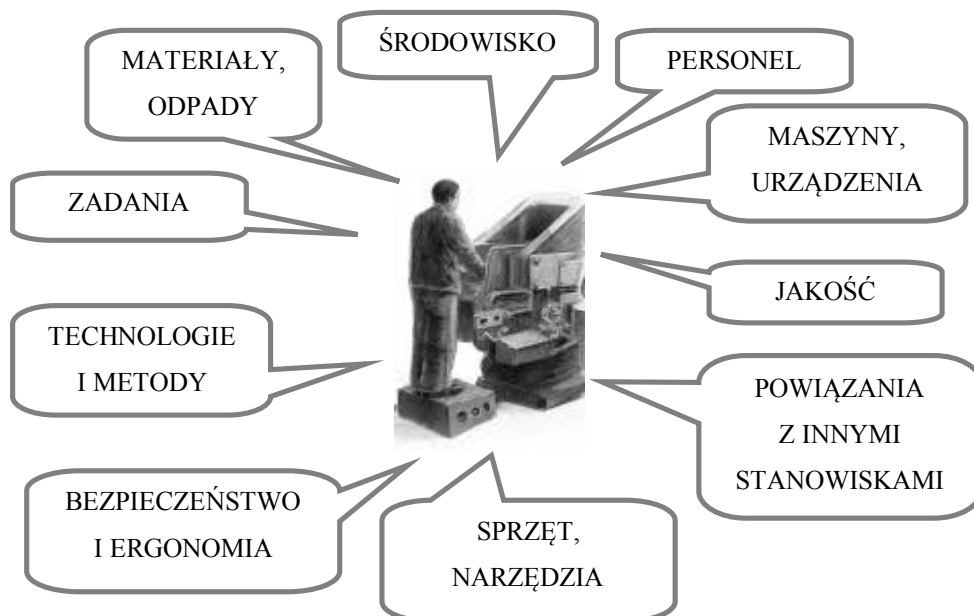 ŚRODOWISKO
MATERIAŁY,
ODPADY
PERSONEL
MASZYNY,
URZĄDZENIA
ZADANIA
JAKOŚĆ
TECHNOLOGIE
I METODY
POWIĄZANIA
Z INNYMI
STANOWISKAMI
BEZPIECZEŃSTWO
I ERGONOMIA
SPRZĘT,
NARZĘDZIA